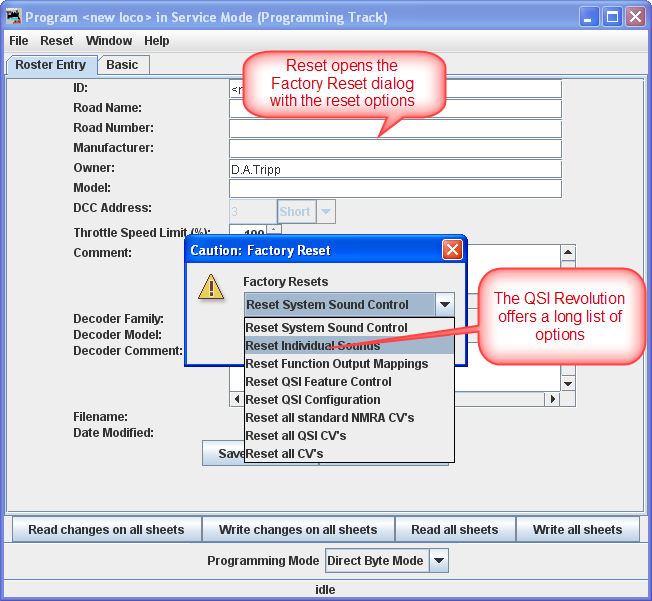 Program <new loco> in Service Mode (Programming Track)
File Reset Window Help
Roster Entry Basic
Reset opens the
Factory Reset dialog
with the reset options
ID:
Road Name:
Road Number:
Manufacturer:
Owner: D.A.Tripp
Model:
DCC Address: 3 Short
Throttle Speed Limit (%): 100
Comment:
Caution: Factory Reset
Factory Resets
Reset System Sound Control
The QSI Revolution
offers a long list of
options
Reset System Sound Control
Reset Individual Sounds
Reset Function Output Mappings
Reset QSI Feature Control
Reset QSI Configuration
Reset all standard NMRA CV's
Reset all QSI CV's
Reset all CV's
Decoder Family:
Decoder Model:
Decoder Comment:
Filename:
Date Modified:
Read changes on all sheets Write changes on all sheets Read all sheets Write all sheets
Programming Mode Direct Byte Mode
idle